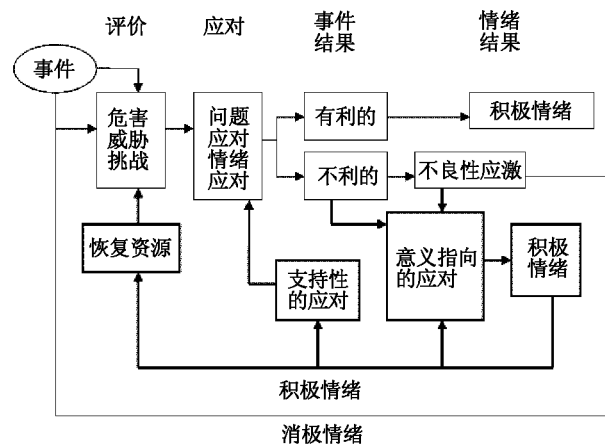 评价
应对
事件
结果
情绪
结果
事件
危害
威胁
挑战
问题
应对
情绪
应对
有利的
积极情绪
不利的
不良性应激
恢复资源
支持性
的应对
意义指向
的应对
积极
情绪
积极情绪
消极情绪